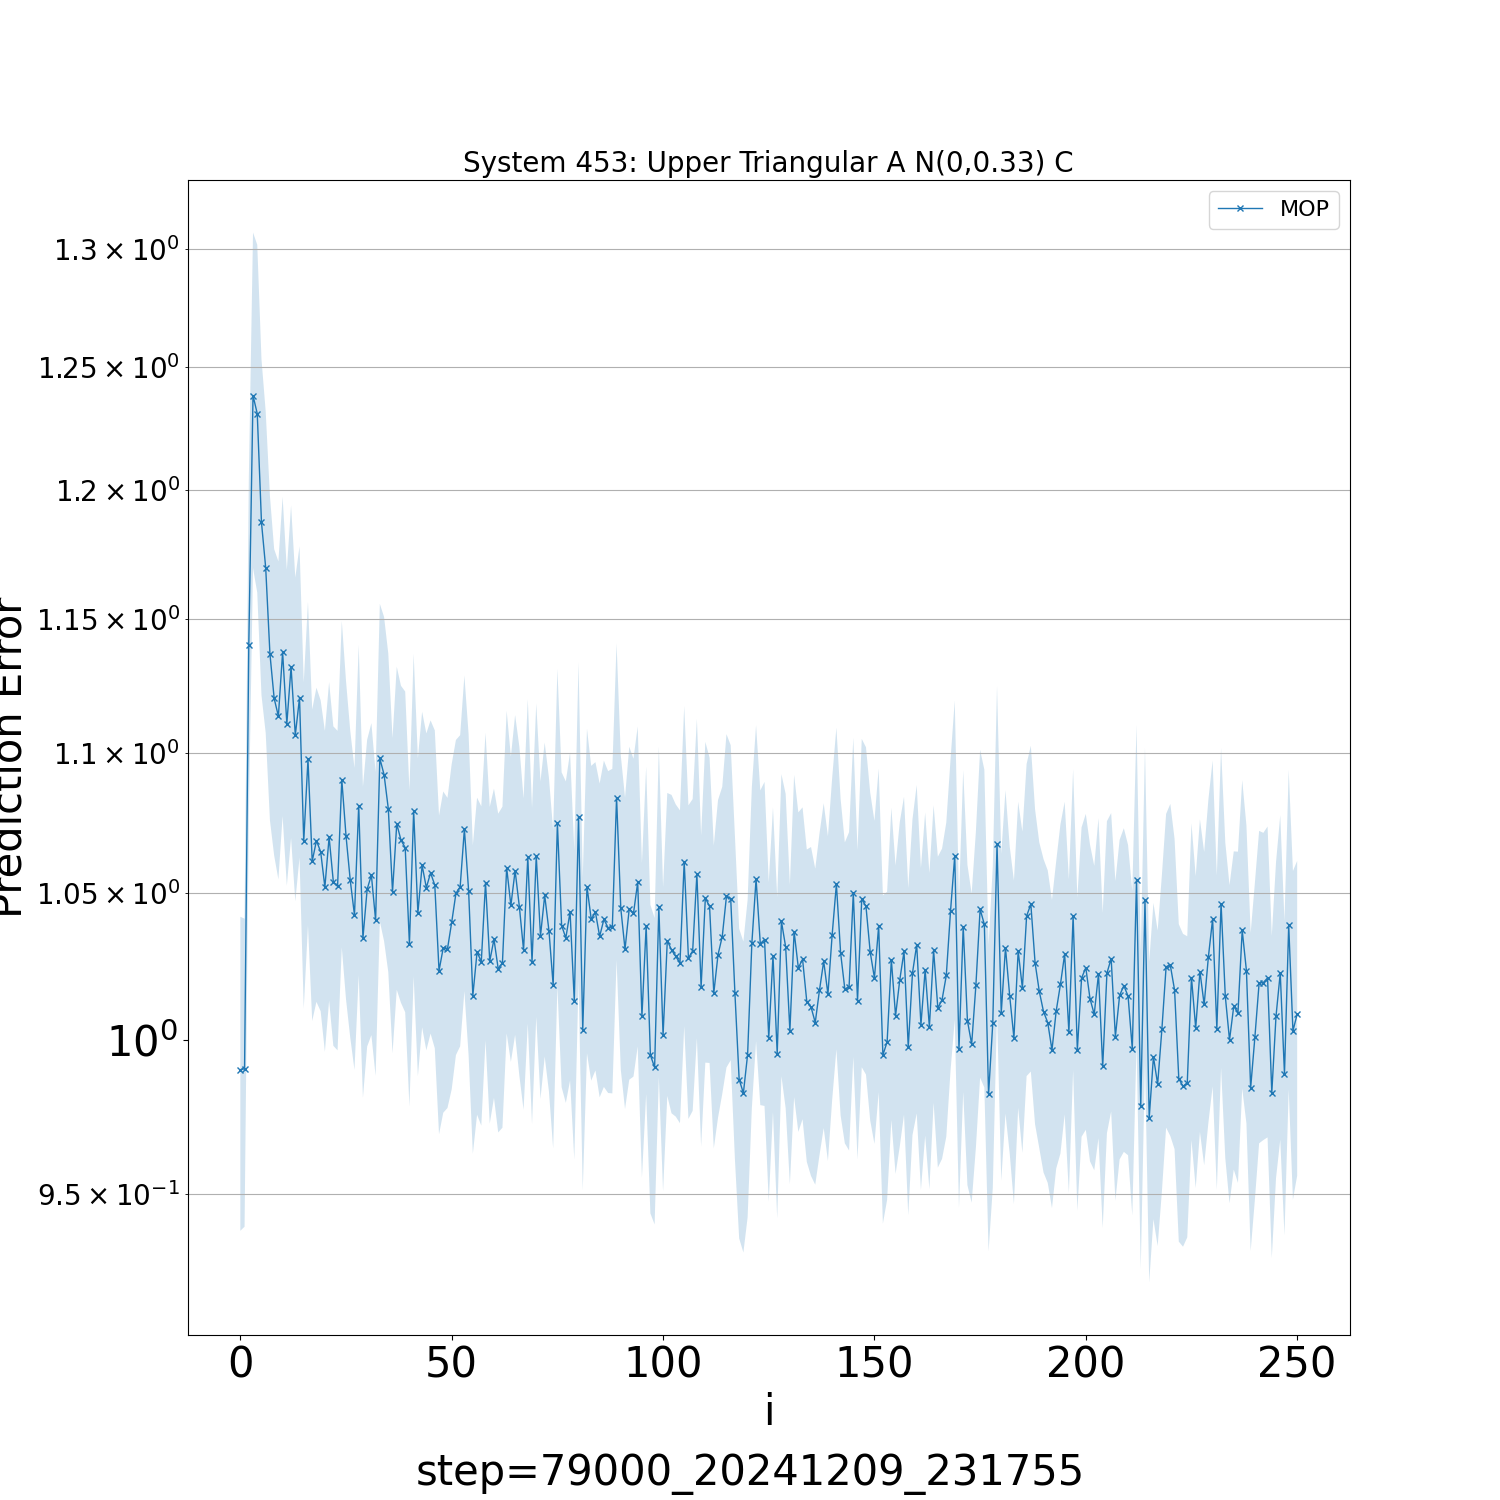 System 453: Upper Triangular A N(0,0.33) C
MOP
1.3 × 10⁰
1.25 × 10⁰
1.2 × 10⁰
1.15 × 10⁰
1.1 × 10⁰
1.05 × 10⁰
10⁰
9.5 × 10⁻¹
Prediction Error
0 50 100 150 200 250
i
step=79000_20241209_231755